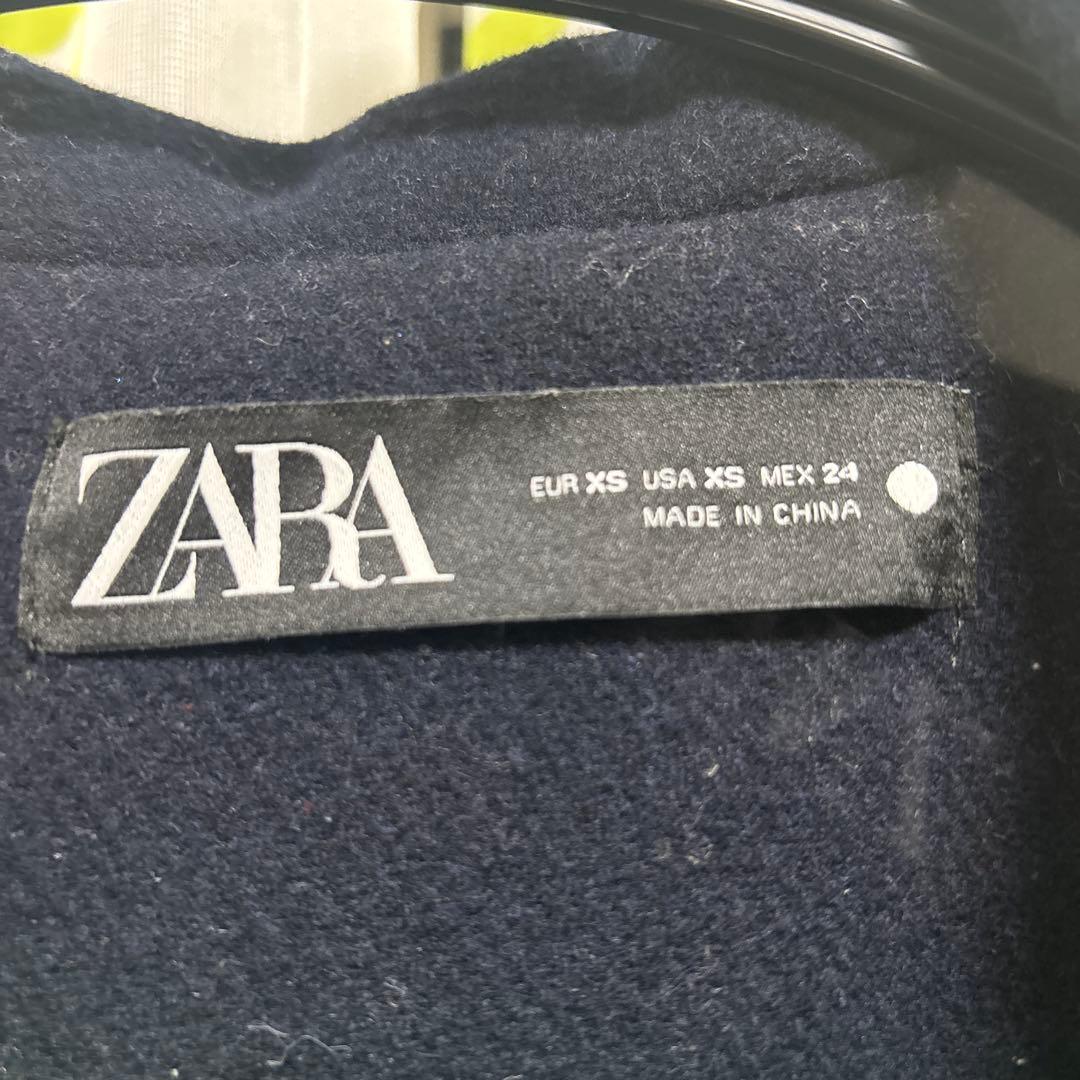 ZARA
EUR XS USA XS MEX 24
MADE IN CHINA